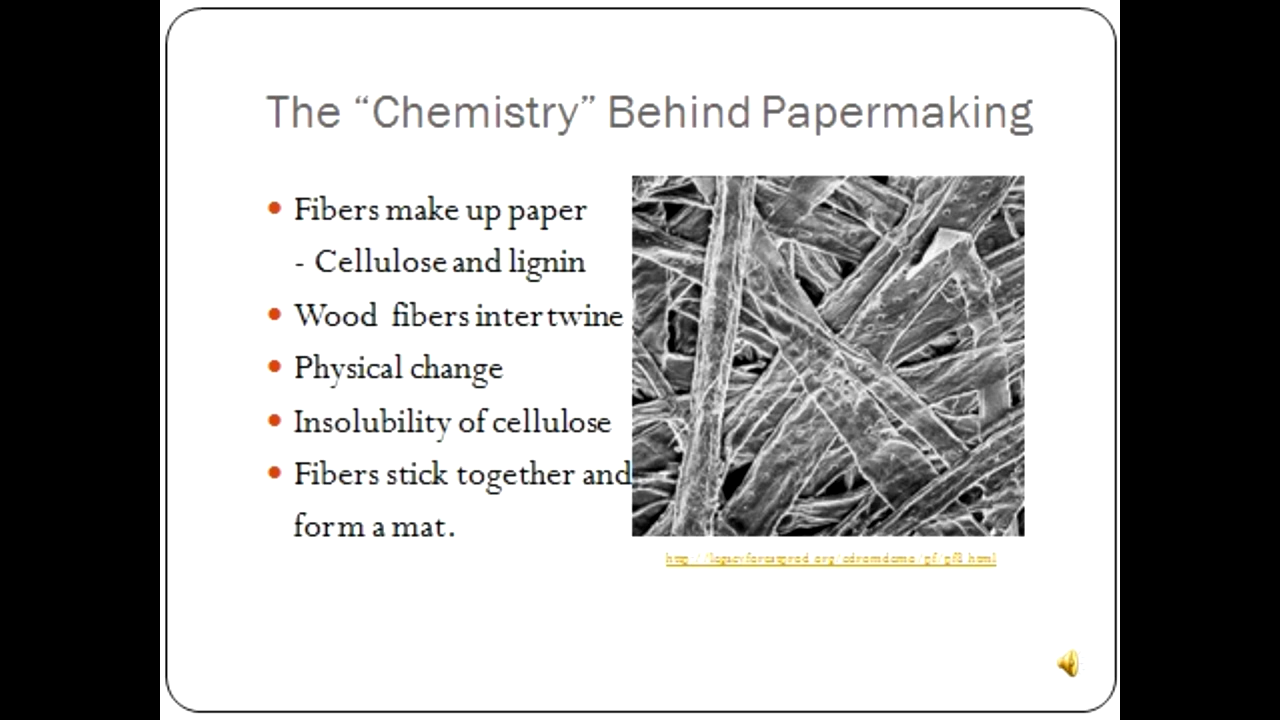 The “Chemistry” Behind Papermaking
• Fibers make up paper
- Cellulose and lignin
• Wood fibers intertwine
• Physical change
• Insolubility of cellulose
• Fibers stick together and
form a mat.